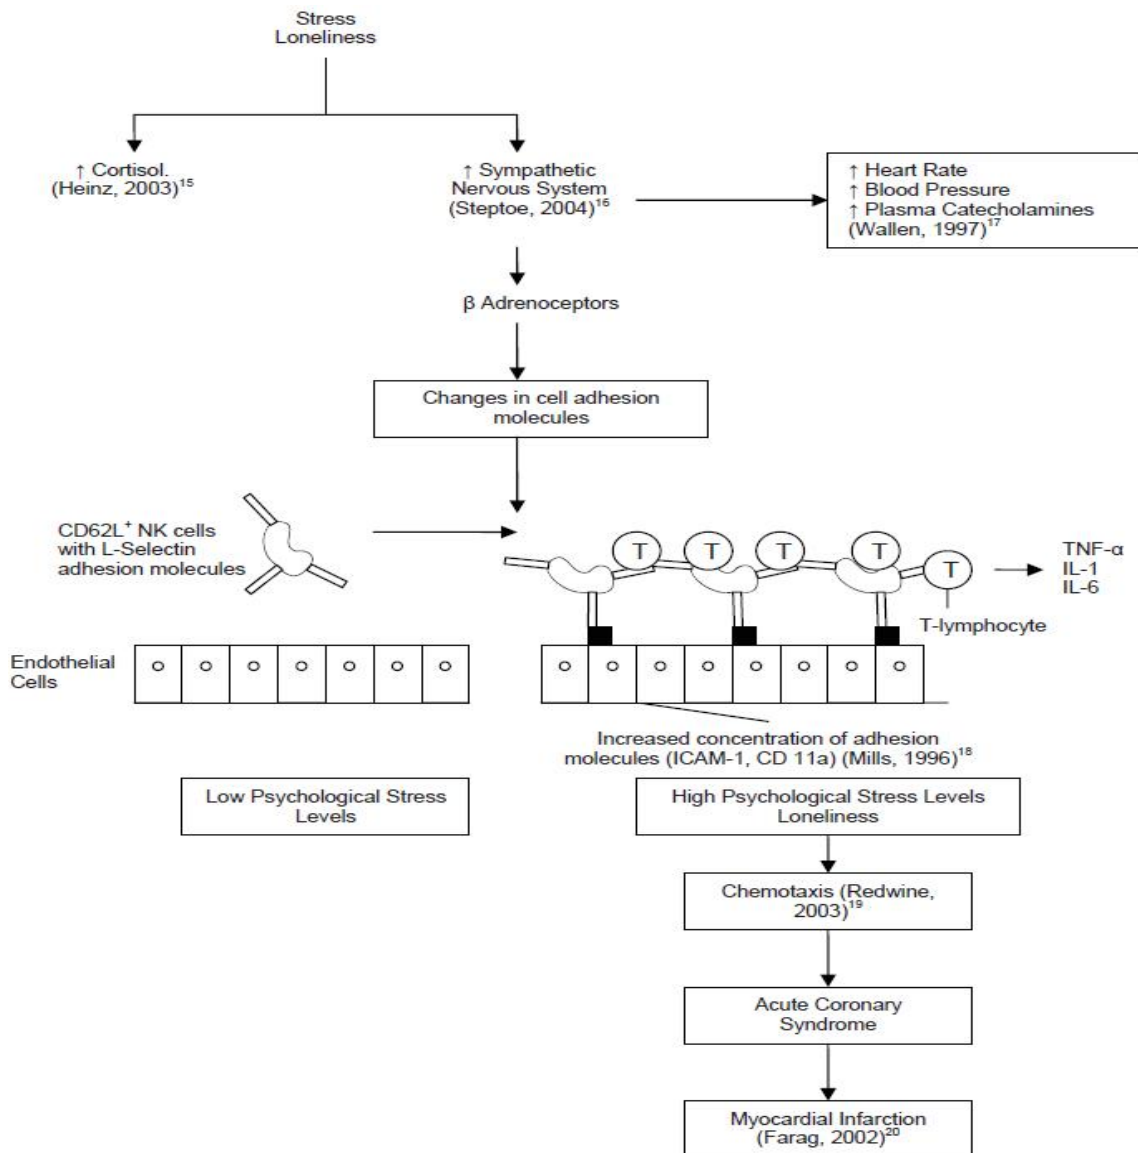 Stress
Loneliness
↑ Cortisol.
(Heinz, 2003)15
↑ Sympathetic
Nervous System
(Steptoe, 2004)16
↑ Heart Rate
↑ Blood Pressure
↑ Plasma Catecholamines
(Wallen, 1997)17
β Adrenoceptors
Changes in cell adhesion
molecules
CD62L+ NK cells
with L-Selectin
adhesion molecules
T T T T T
TNF-α
IL-1
IL-6
T-lymphocyte
Endothelial
Cells
Increased concentration of adhesion
molecules (ICAM-1, CD 11a) (Mills, 1996)18
Low Psychological Stress
Levels
High Psychological Stress Levels
Loneliness
Chemotaxis (Redwine,
2003)19
Acute Coronary
Syndrome
Myocardial Infarction
(Farag, 2002)20